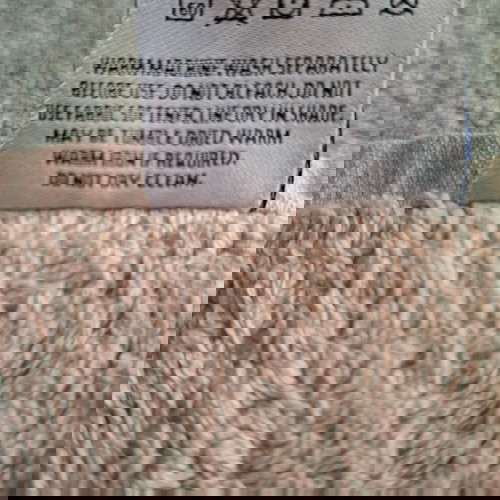 WARM MACHINE WASH SEPARATELY
BEFORE USE. DO NOT BLEACH. DO NOT
USE FABRIC SOFTENER. LINE DRY IN SHADE.
MAY BE TUMBLE DRIED WARM.
WARM IRON IF REQUIRED.
DO NOT DRY CLEAN.